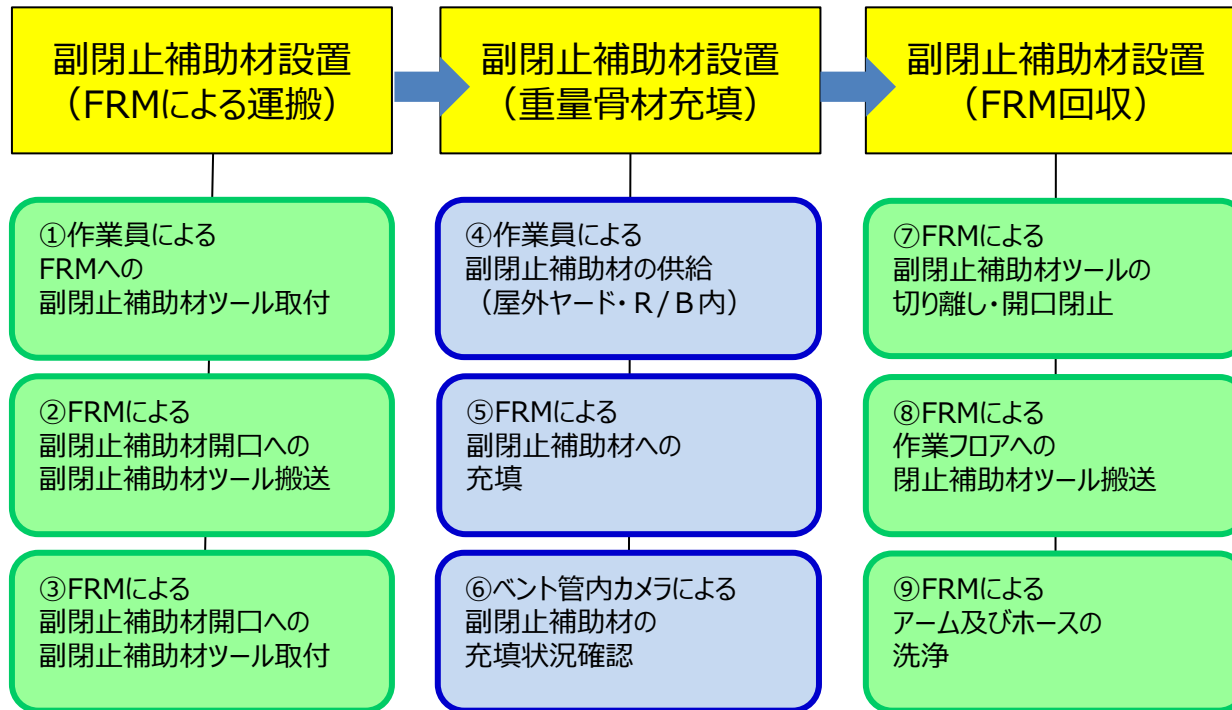 副閉止補助材設置
（FRMによる運搬）
副閉止補助材設置
（重量骨材充填）
副閉止補助材設置
（FRM回収）
①作業員による
FRMへの
副閉止補助材ツール取付
②FRMによる
副閉止補助材開口への
副閉止補助材ツール搬送
③FRMによる
副閉止補助材開口への
副閉止補助材ツール取付
④作業員による
副閉止補助材の供給
（屋外ヤード・R/B内）
⑤FRMによる
副閉止補助材への
充填
⑥ベント管内カメラによる
副閉止補助材の
充填状況確認
⑦FRMによる
副閉止補助材ツールの
切り離し・開口閉止
⑧FRMによる
作業フロアへの
閉止補助材ツール搬送
⑨FRMによる
アーム及びホースの
洗浄